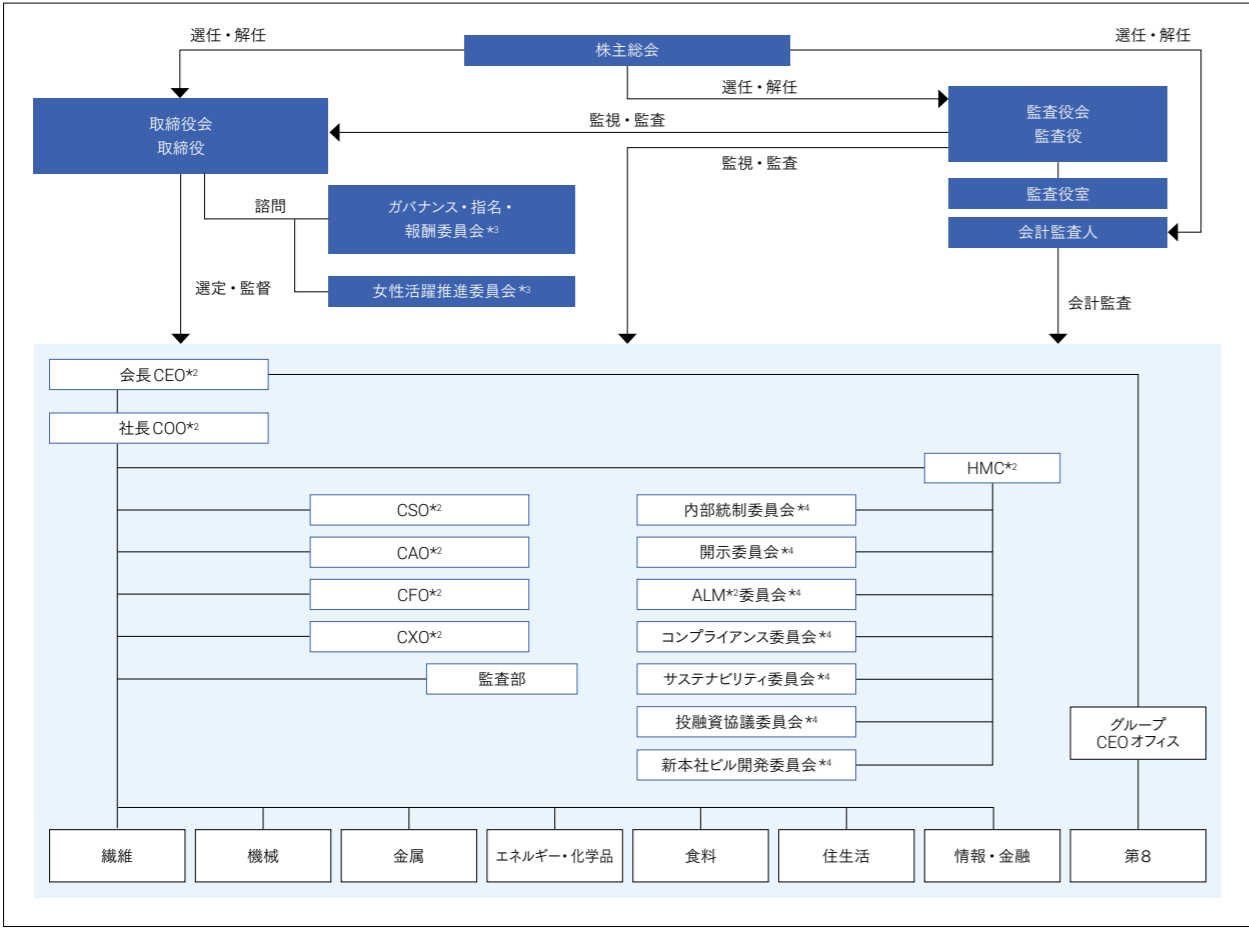 選任・解任
株主総会
選任・解任
選任・解任
取締役会
取締役
監視・監査
監査役会
監査役
監視・監査
監査役室
諮問
ガバナンス・指名・
報酬委員会*3
会計監査人
選定・監督
女性活躍推進委員会*3
会計監査
会長CEO*2
社長COO*2
HMC*2
CSO*2
内部統制委員会*4
CAO*2
開示委員会*4
CFO*2
ALM*2委員会*4
CXO*2
コンプライアンス委員会*4
監査部
サステナビリティ委員会*4
投融資協議委員会*4
グループ
CEOオフィス
新本社ビル開発委員会*4
繊維
機械
金属
エネルギー・化学品
食料
住生活
情報・金融
第8